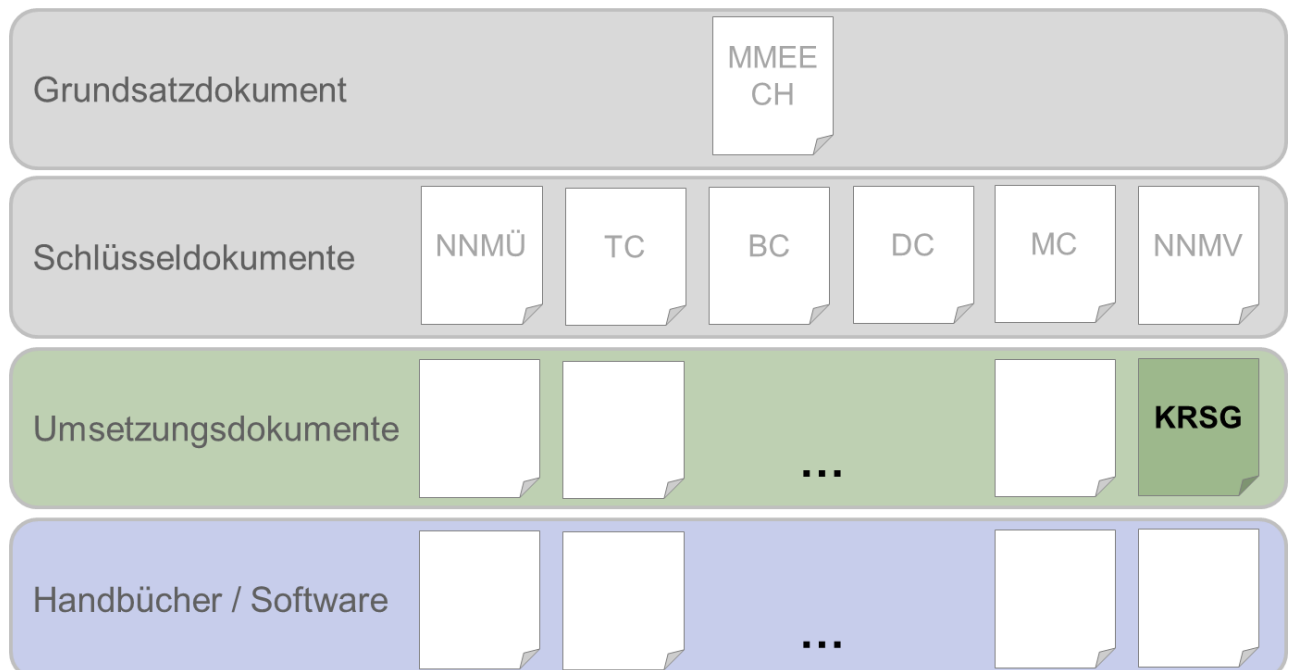 Grundsatzdokument
MMEE
CH
Schlüsseldokumente
NNMÜ
TC
BC
DC
MC
NNMV
Umsetzungsdokumente
...
KRSG
Handbücher / Software
...